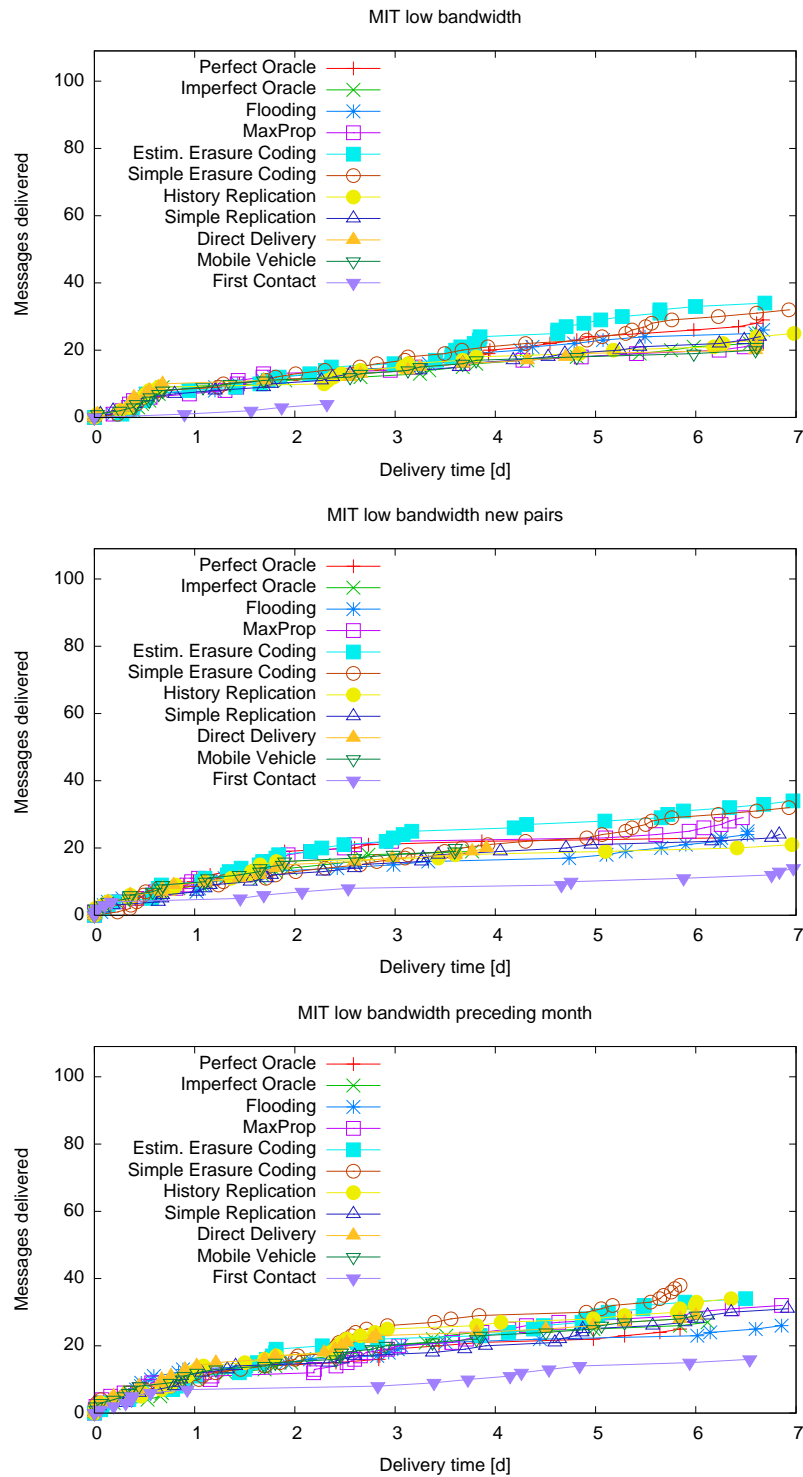 MIT low bandwidth
100
80
60
40
20
0
Messages delivered
Perfect Oracle
Imperfect Oracle
Flooding
MaxProp
Estim. Erasure Coding
Simple Erasure Coding
History Replication
Simple Replication
Direct Delivery
Mobile Vehicle
First Contact
0 1 2 3 4 5 6 7
Delivery time [d]
MIT low bandwidth new pairs
100
80
60
40
20
0
Messages delivered
Perfect Oracle
Imperfect Oracle
Flooding
MaxProp
Estim. Erasure Coding
Simple Erasure Coding
History Replication
Simple Replication
Direct Delivery
Mobile Vehicle
First Contact
0 1 2 3 4 5 6 7
Delivery time [d]
MIT low bandwidth preceding month
100
80
60
40
20
0
Messages delivered
Perfect Oracle
Imperfect Oracle
Flooding
MaxProp
Estim. Erasure Coding
Simple Erasure Coding
History Replication
Simple Replication
Direct Delivery
Mobile Vehicle
First Contact
0 1 2 3 4 5 6 7
Delivery time [d]